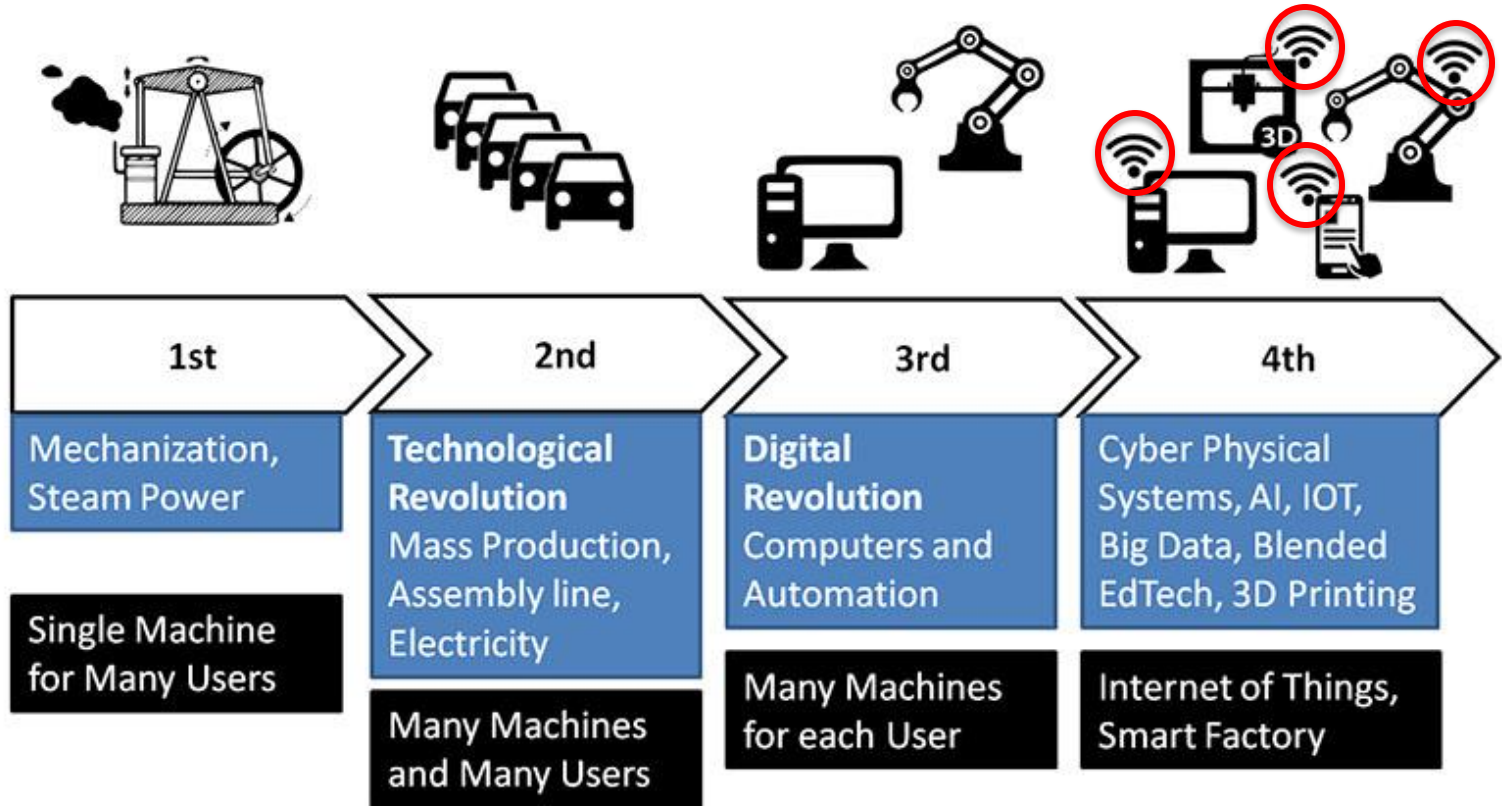 3D
1st
2nd
3rd
4th
Mechanization,
Steam Power
Single Machine
for Many Users
Technological
Revolution
Mass Production,
Assembly line,
Electricity
Many Machines
and Many Users
Digital
Revolution
Computers and
Automation
Many Machines
for each User
Cyber Physical
Systems, AI, IOT,
Big Data, Blended
EdTech, 3D Printing
Internet of Things,
Smart Factory